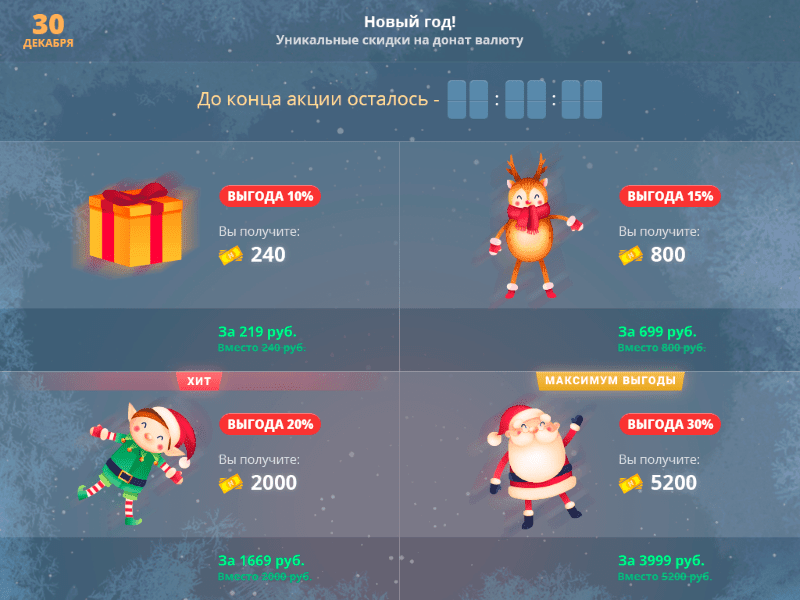 30
ДЕКАБРЯ
Новый год!
Уникальные скидки на донат валюту
До конца акции осталось -
:
:
ВЫГОДА 10%
Вы получите:
240
За 219 руб.
Вместо 240 руб.
ВЫГОДА 15%
Вы получите:
800
За 699 руб.
Вместо 800 руб.
ХИТ
ВЫГОДА 20%
Вы получите:
2000
За 1669 руб.
Вместо 2000 руб.
МАКСИМУМ ВЫГОДЫ
ВЫГОДА 30%
Вы получите:
5200
За 3999 руб.
Вместо 5200 руб.